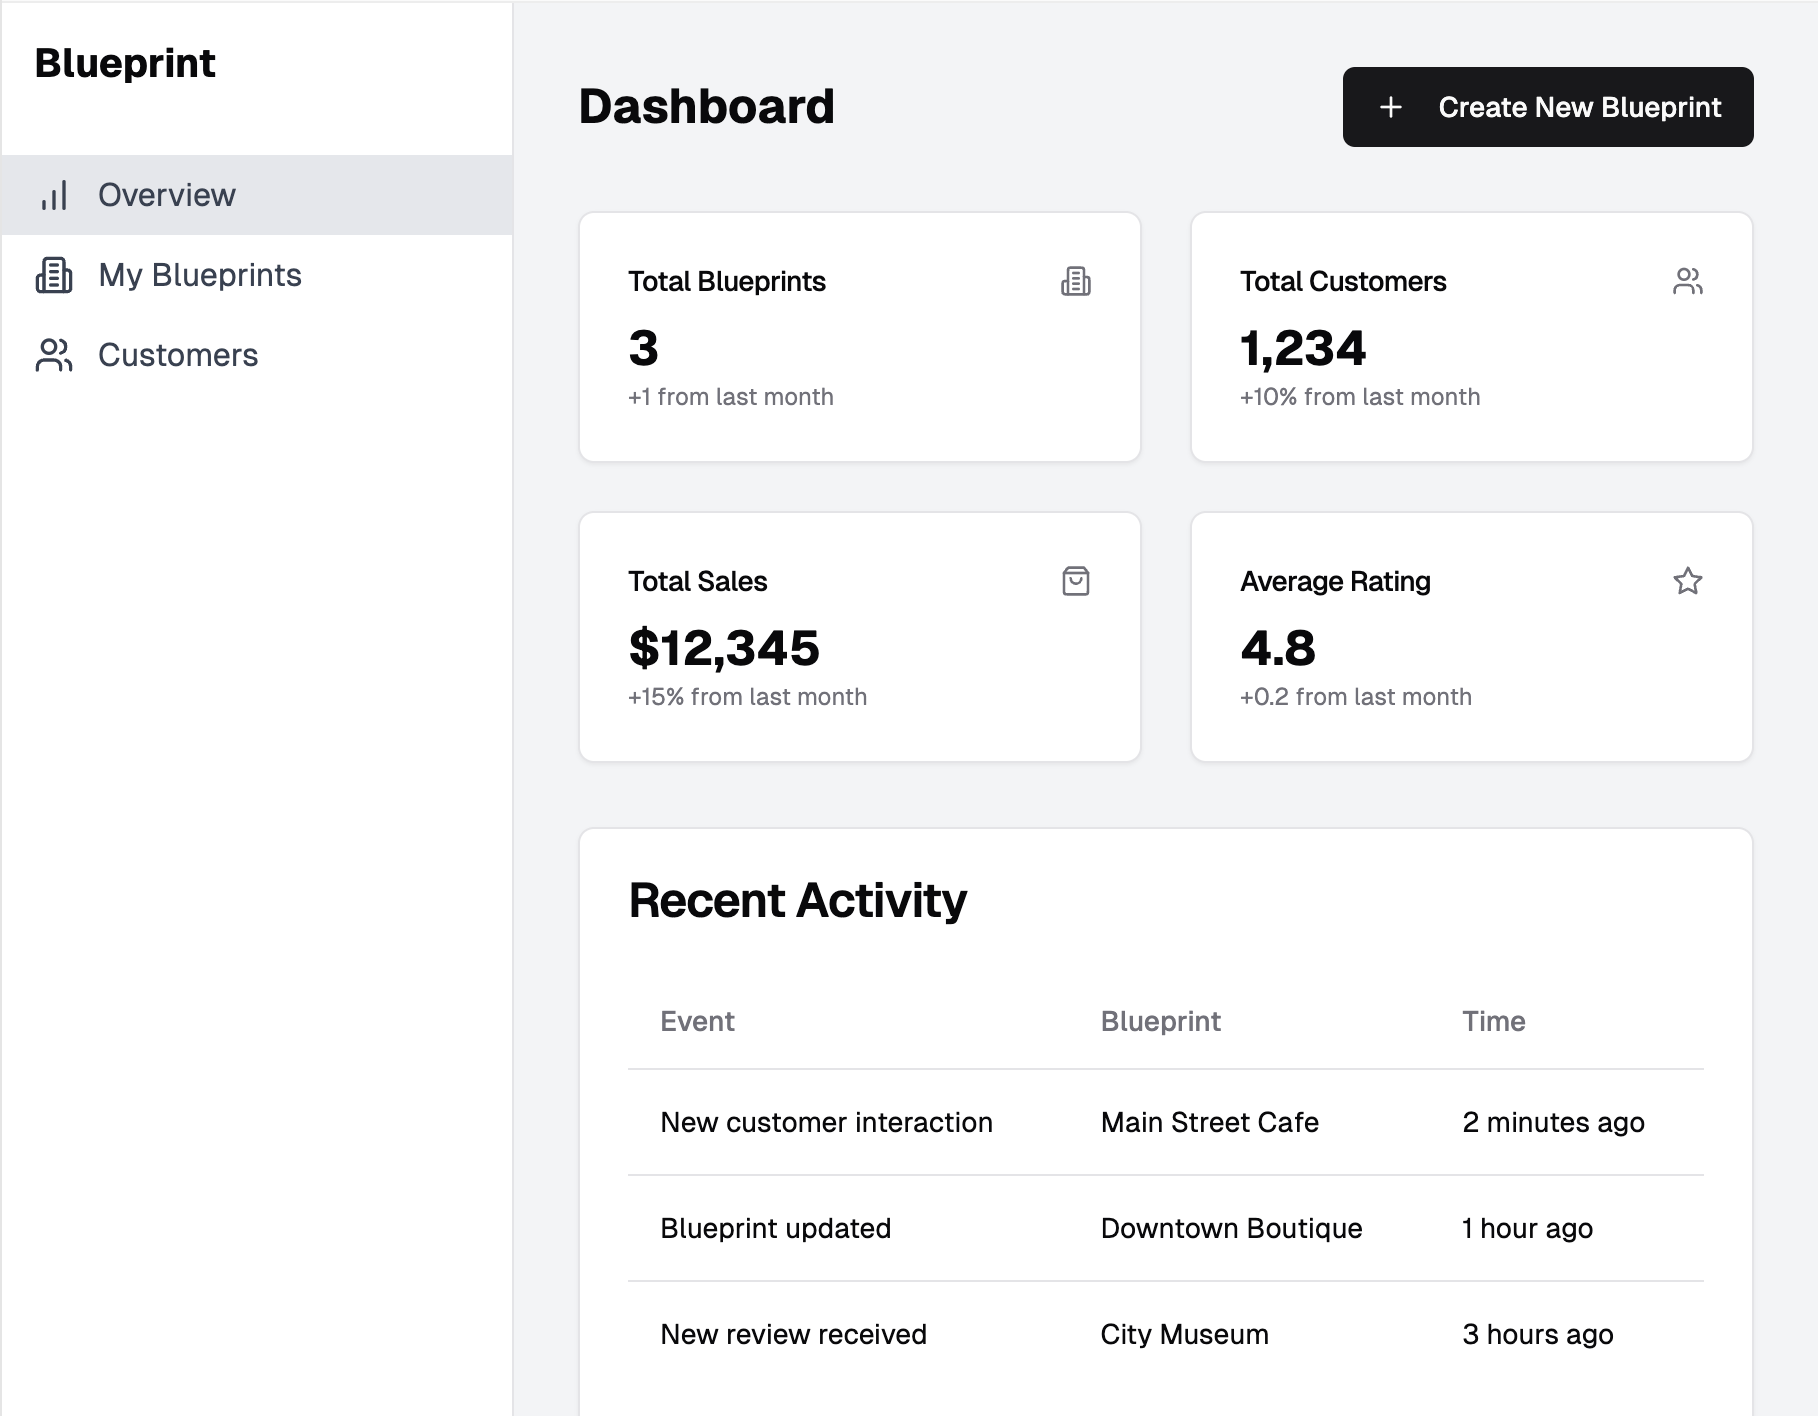 Blueprint
Overview
My Blueprints
Customers
Dashboard
Create New Blueprint
Total Blueprints
3
+1 from last month
Total Customers
1,234
+10% from last month
Total Sales
$12,345
+15% from last month
Average Rating
4.8
+0.2 from last month
Recent Activity
Event Blueprint Time
New customer interaction Main Street Cafe 2 minutes ago
Blueprint updated Downtown Boutique 1 hour ago
New review received City Museum 3 hours ago